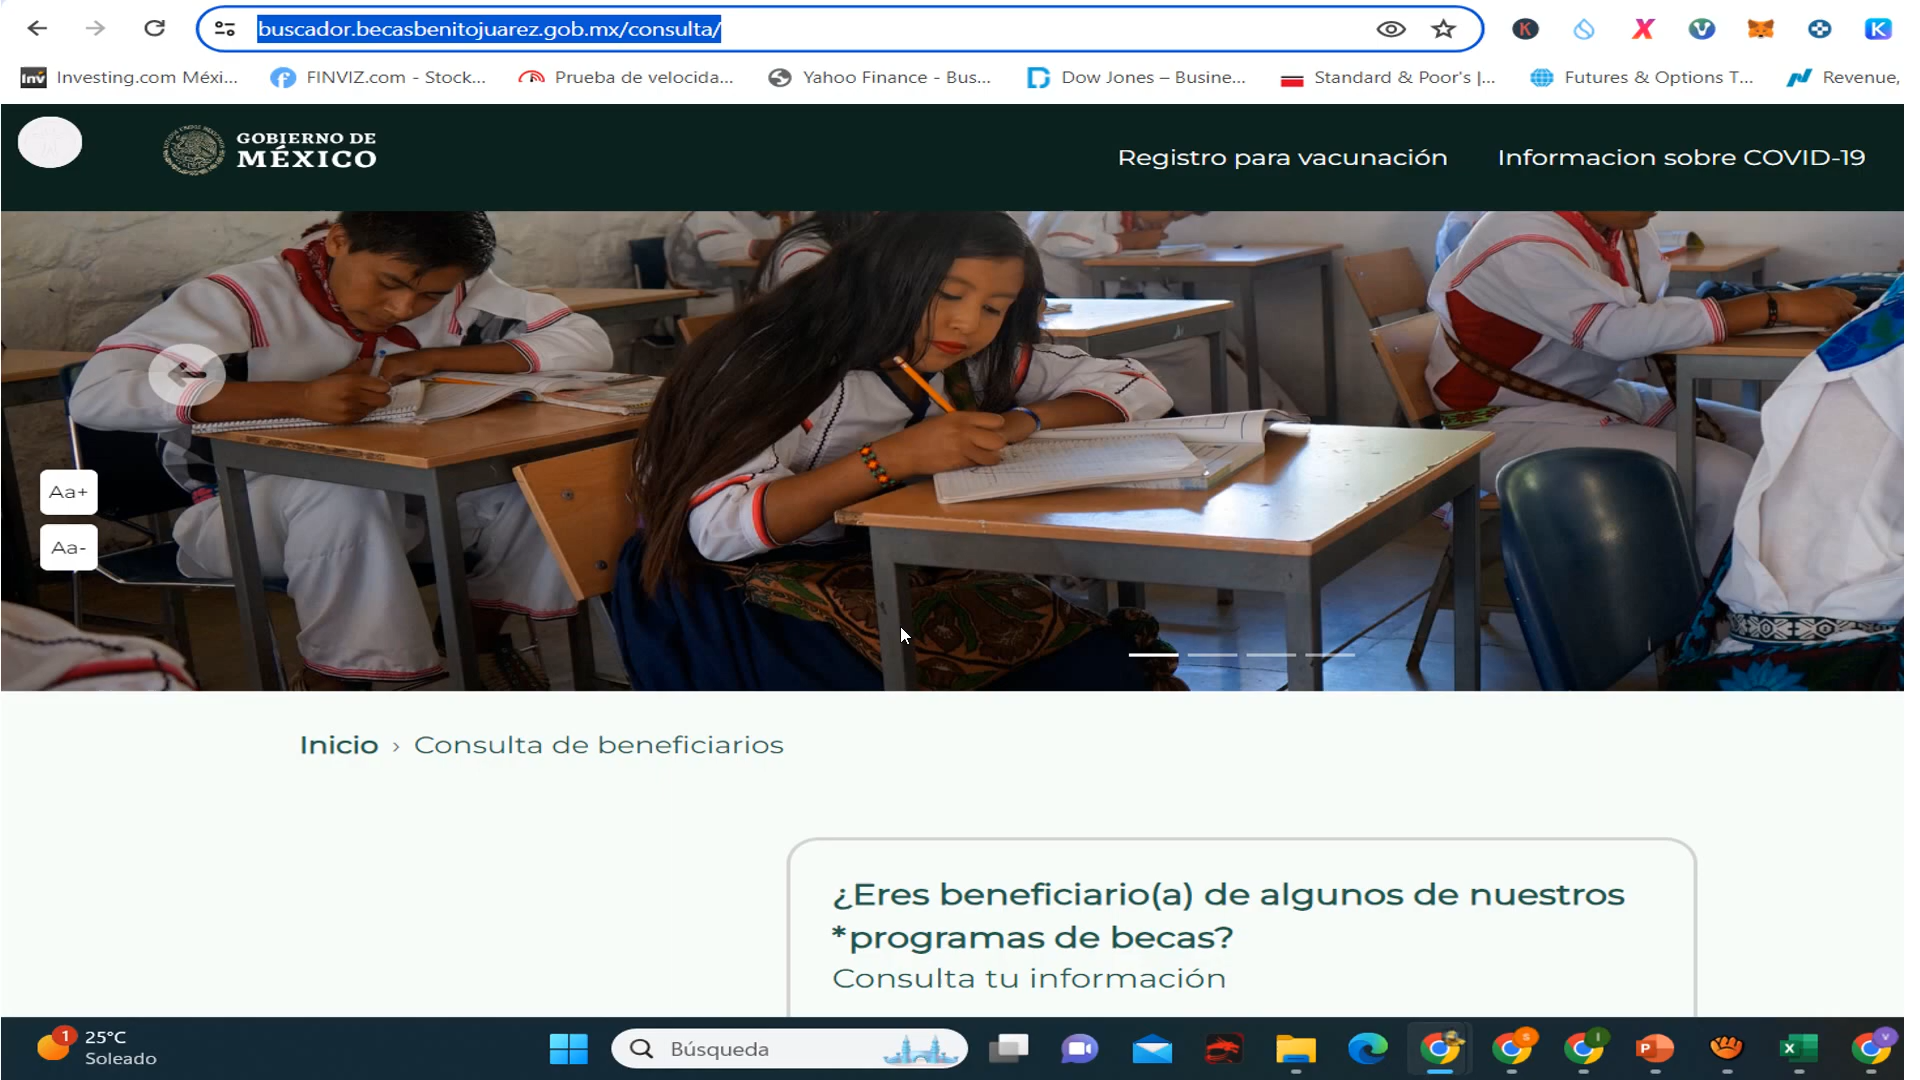 buscador.becasbenitojuarez.gob.mx/consulta/
K
X
V
K
Inv Investing.com Méxi...
FINVIZ.com - Stock...
Prueba de velocida...
Yahoo Finance - Bus...
Dow Jones – Busine...
Standard & Poor's |...
Futures & Options T...
Revenue,
GOBIERNO DE
MÉXICO
Registro para vacunación
Informacion sobre COVID-19
Aa+
Aa-
Inicio › Consulta de beneficiarios
¿Eres beneficiario(a) de algunos de nuestros
*programas de becas?
Consulta tu información
1
25°C
Soleado
Búsqueda
S
I
P
X
V